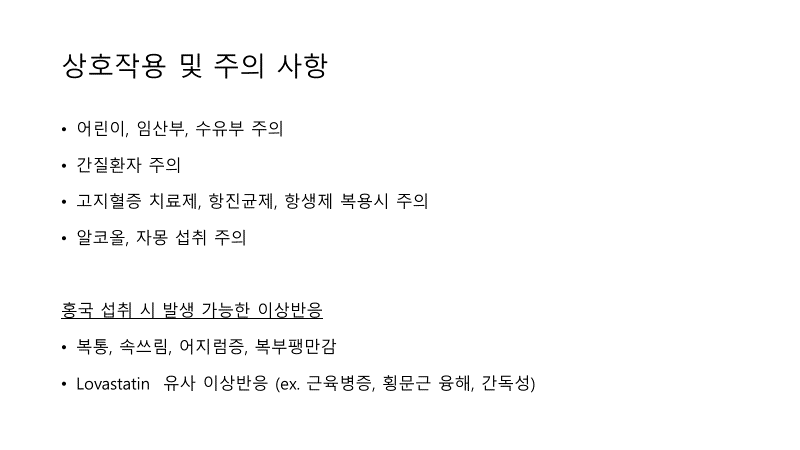 상호작용 및 주의 사항
• 어린이, 임산부, 수유부 주의
• 간질환자 주의
• 고지혈증 치료제, 항진균제, 항생제 복용시 주의
• 알코올, 자몽 섭취 주의
홍국 섭취 시 발생 가능한 이상반응
• 복통, 속쓰림, 어지럼증, 복부팽만감
• Lovastatin 유사 이상반응 (ex. 근육병증, 횡문근 융해, 간독성)